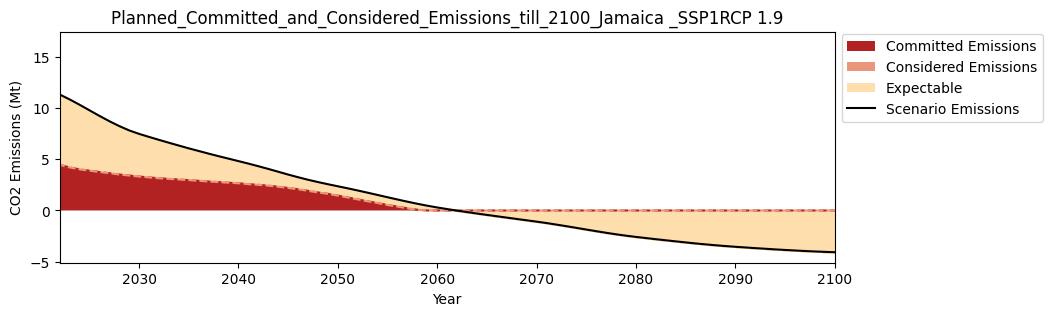 Planned_Committed_and_Considered_Emissions_till_2100_Jamaica _SSP1RCP 1.9
CO2 Emissions (Mt)
15
10
5
0
−5
2030 2040 2050 2060 2070 2080 2090 2100
Year
Committed Emissions
Considered Emissions
Expectable
Scenario Emissions